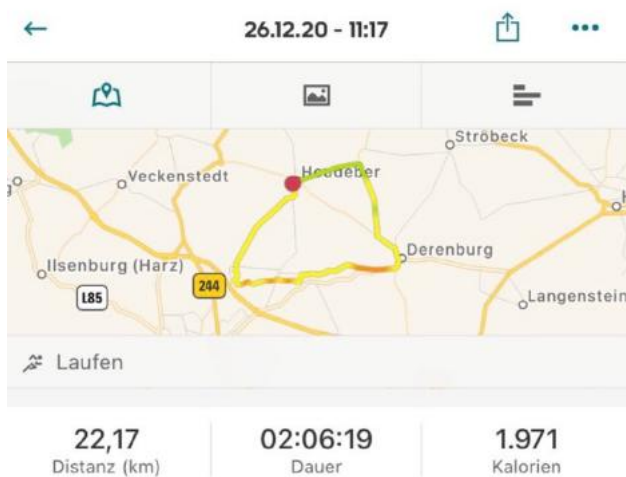 26.12.20 - 11:17
Ströbeck
Heudeber
Veckenstedt
Derenburg
Ilsenburg (Harz)
244
L85
Langenstein
Laufen
22,17 02:06:19 1.971
Distanz (km) Dauer Kalorien